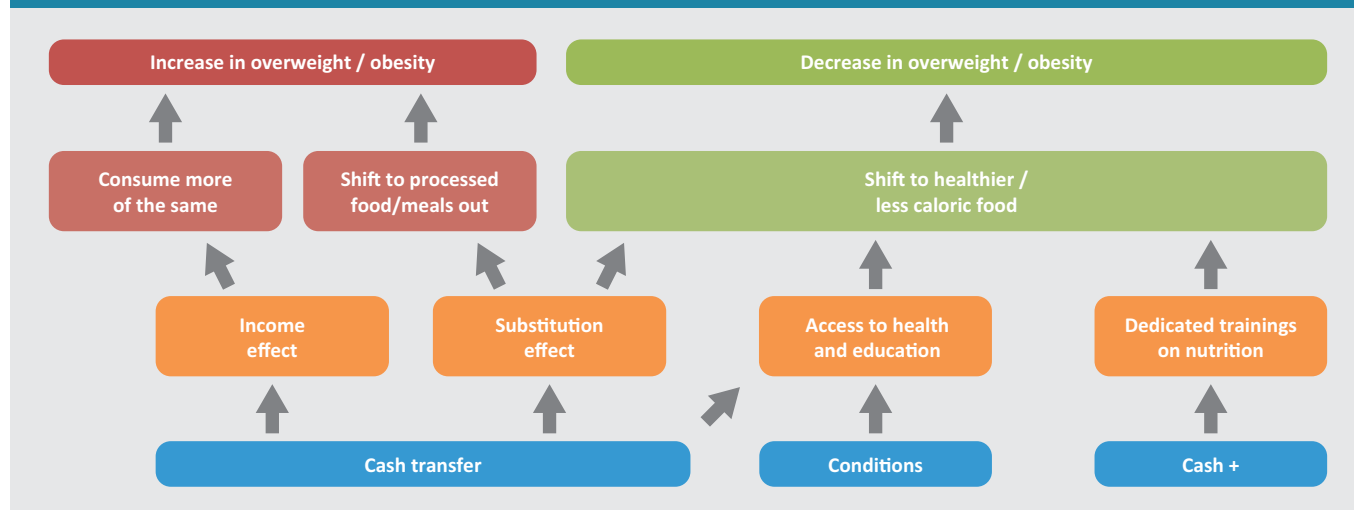 Increase in overweight / obesity
Decrease in overweight / obesity
Consume more
of the same
Shift to processed
food/meals out
Shift to healthier /
less caloric food
Income
effect
Substitution
effect
Access to health
and education
Dedicated trainings
on nutrition
Cash transfer
Conditions
Cash +